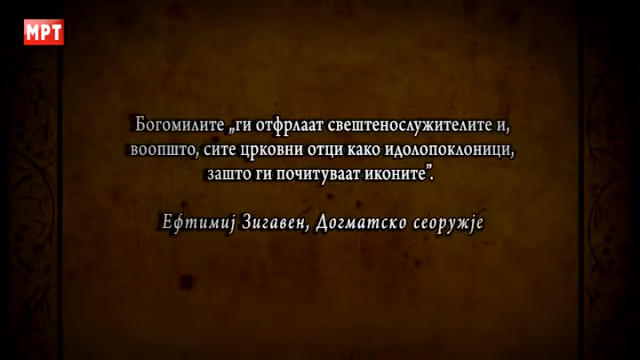 МРТ
Богомилите „ги отфрлаат свештенослужителите и,
воопшто, сите црковни отци како идолопоклоници,
зашто ги почитуваат иконите”.
Ефтимиј Зигавен, Догматско сеоружје